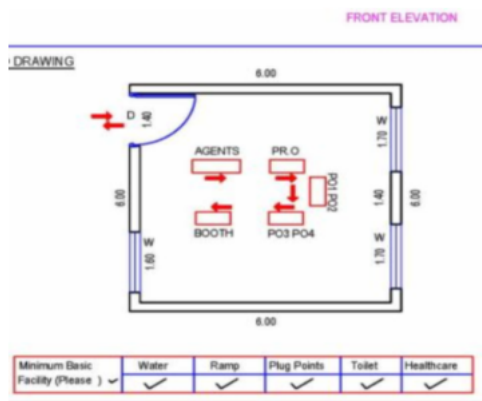 FRONT ELEVATION
DRAWING
6.00
D 1.40
AGENTS PR.O
W 1.70
PO1 PO2
6.00
1.40
6.00
BOOTH PO3 PO4
W 1.60
W 1.70
6.00
Minimum Basic Water Ramp Plug Points Toilet Healthcare
Facility (Please ) ✓ ✓ ✓ ✓ ✓ ✓